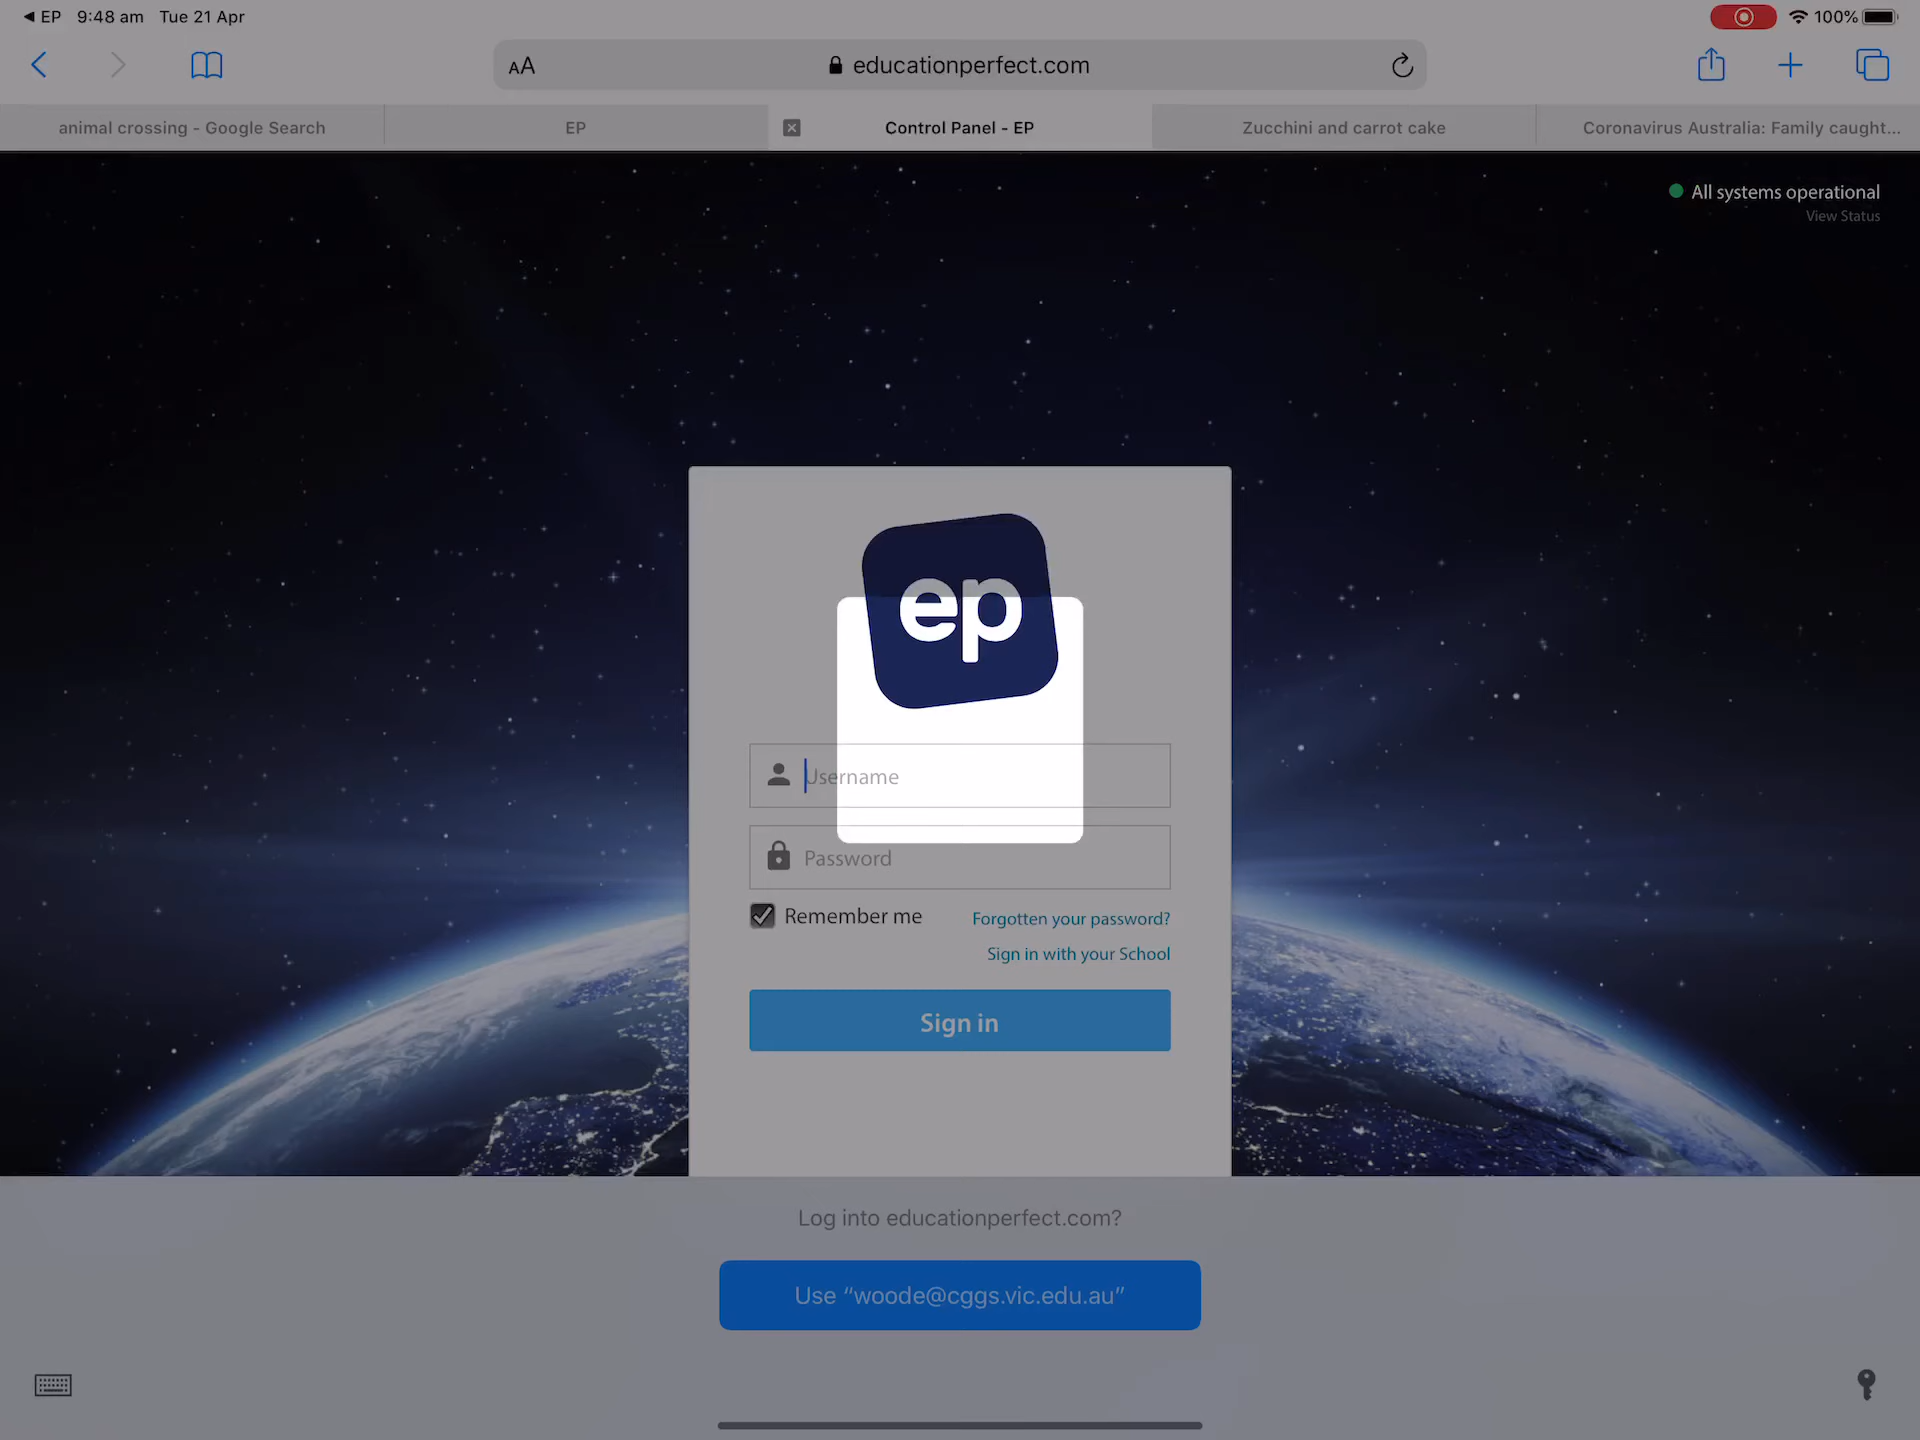 EP 9:48 am Tue 21 Apr
100%
AA educationperfect.com
animal crossing - Google Search
EP
Control Panel - EP
Zucchini and carrot cake
Coronavirus Australia: Family caught...
All systems operational
View Status
ep
Username
Password
Remember me
Forgotten your password?
Sign in with your School
Sign in
Log into educationperfect.com?
Use “woode@cggs.vic.edu.au”